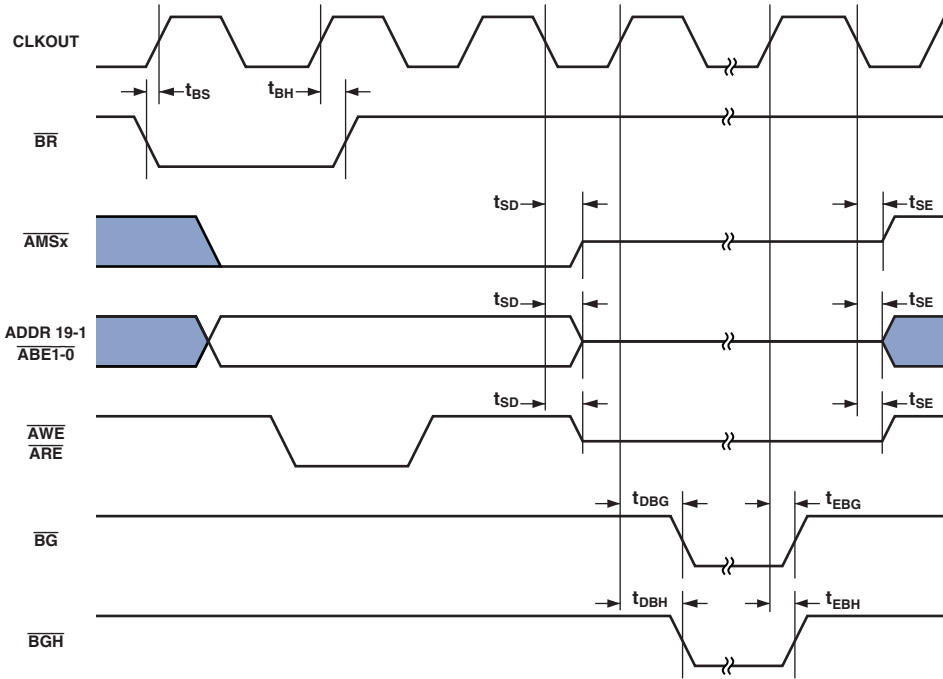 CLKOUT
tBS
tBH
BR
tSD
tSE
AMSx
tSD
tSE
ADDR 19-1
ABE1-0
tSD
tSE
AWE
ARE
tDBG
tEBG
BG
tDBH
tEBH
BGH